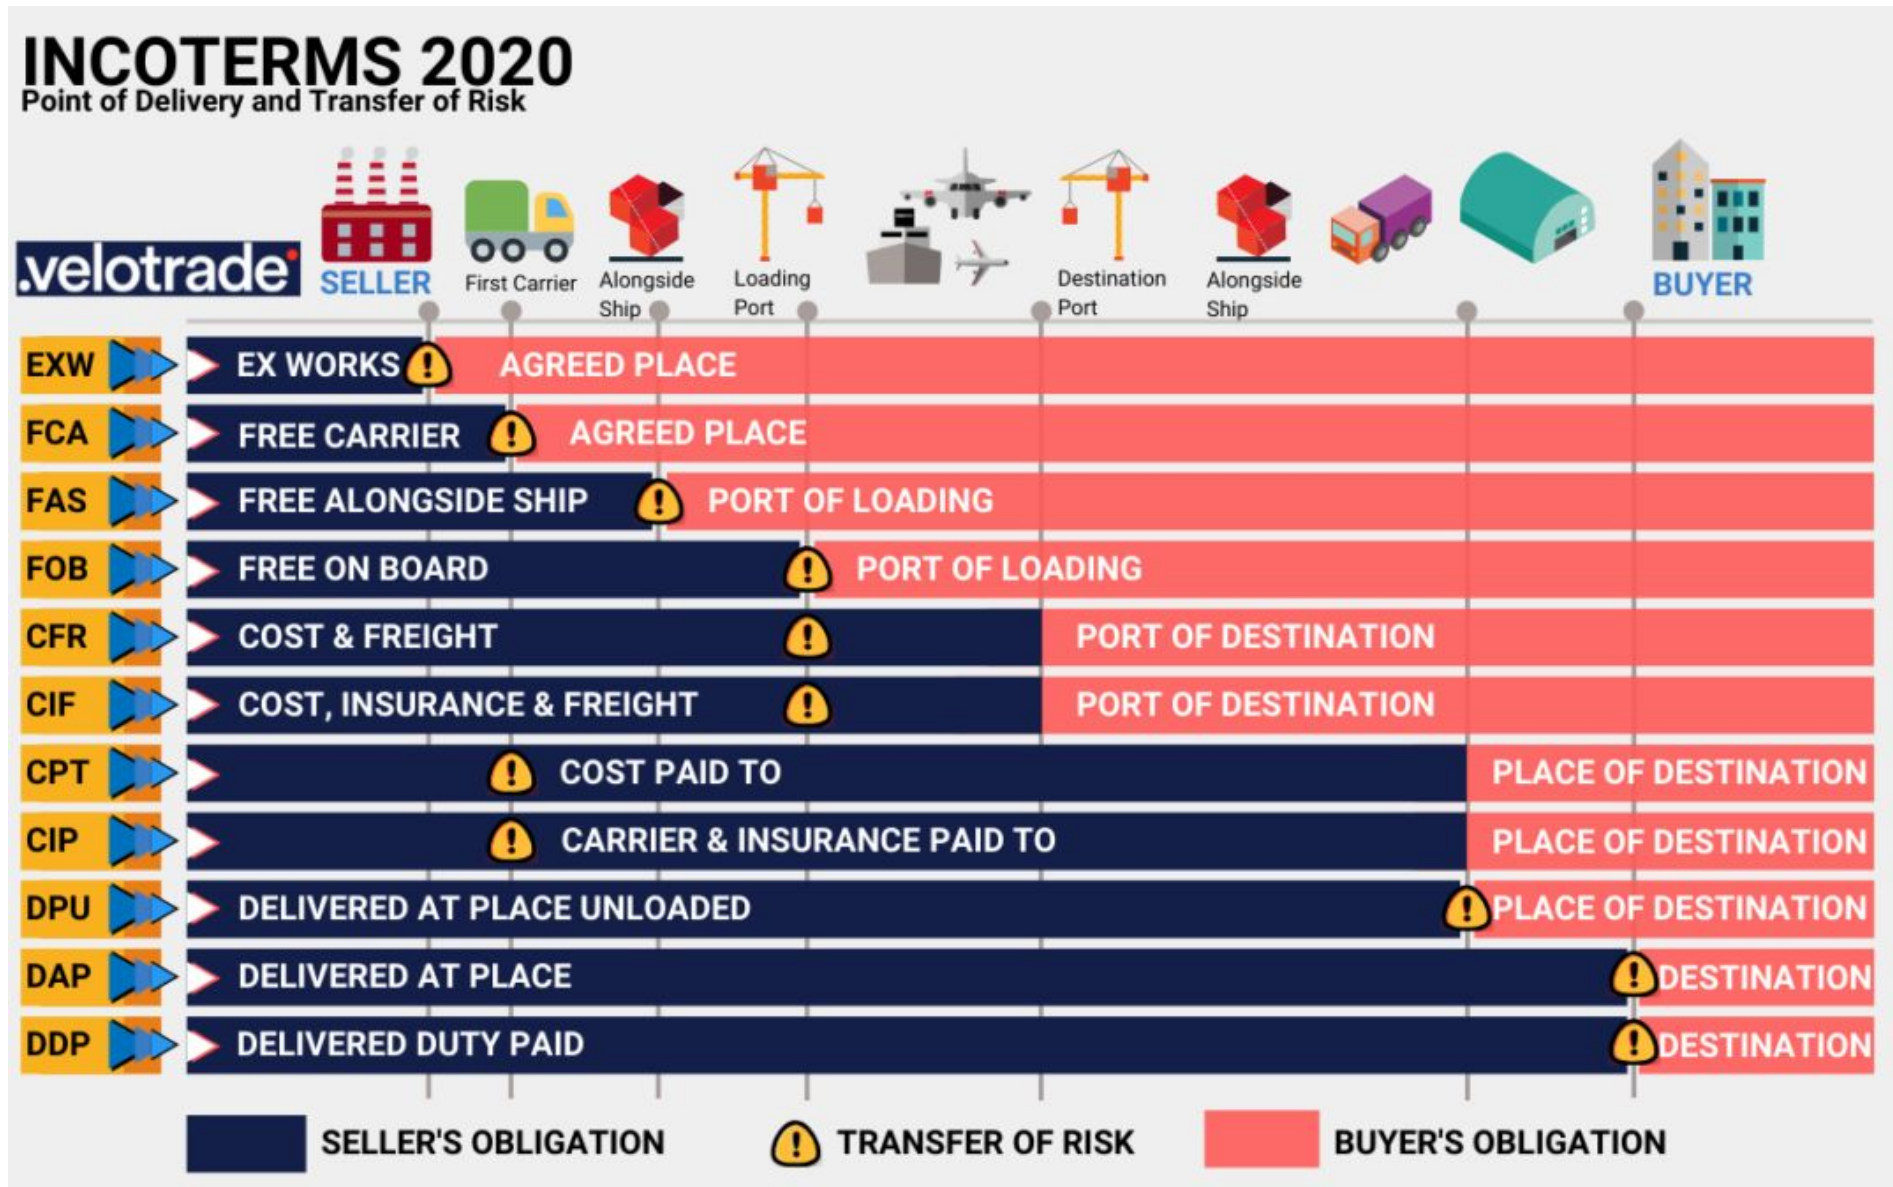 INCOTERMS 2020
Point of Delivery and Transfer of Risk
.velotrade
SELLER
First Carrier
Alongside
Ship
Loading
Port
Destination
Port
Alongside
Ship
BUYER
EXW EX WORKS AGREED PLACE
FCA FREE CARRIER AGREED PLACE
FAS FREE ALONGSIDE SHIP PORT OF LOADING
FOB FREE ON BOARD PORT OF LOADING
CFR COST & FREIGHT PORT OF DESTINATION
CIF COST, INSURANCE & FREIGHT PORT OF DESTINATION
CPT COST PAID TO PLACE OF DESTINATION
CIP CARRIER & INSURANCE PAID TO PLACE OF DESTINATION
DPU DELIVERED AT PLACE UNLOADED PLACE OF DESTINATION
DAP DELIVERED AT PLACE DESTINATION
DDP DELIVERED DUTY PAID DESTINATION
SELLER'S OBLIGATION TRANSFER OF RISK BUYER'S OBLIGATION